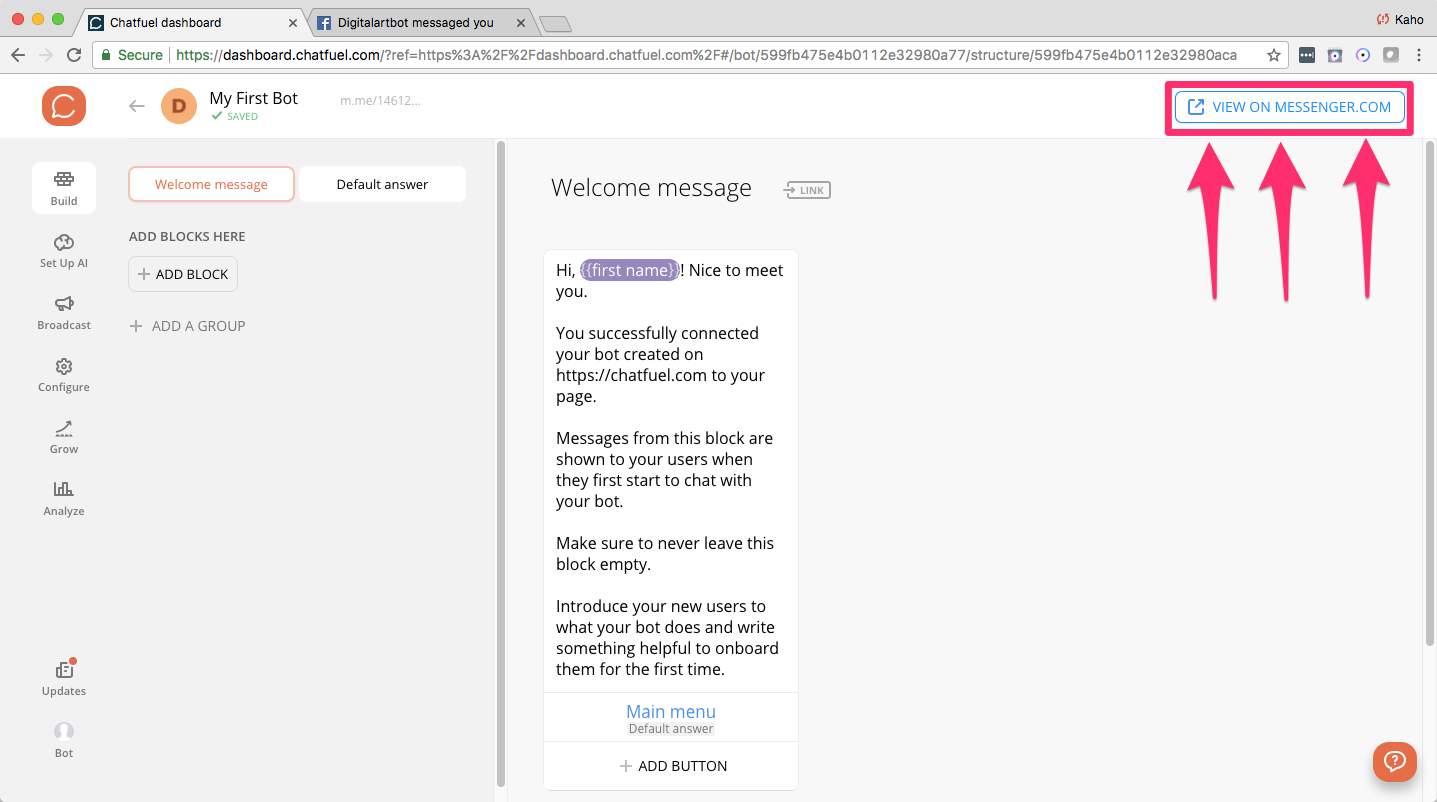 Chatfuel dashboard
Digitalartbot messaged you
Kaho
Secure
https://dashboard.chatfuel.com/?ref=https%3A%2F%2Fdashboard.chatfuel.com%2F#/bot/599fb475e4b0112e32980a77/structure/599fb475e4b0112e32980aca
D
My First Bot
m.me/14612...
SAVED
VIEW ON MESSENGER.COM
Build
Set Up AI
Broadcast
Configure
Grow
Analyze
Updates
Bot
Welcome message
Default answer
ADD BLOCKS HERE
+ ADD BLOCK
+ ADD A GROUP
Welcome message
LINK
Hi, {{first name}}! Nice to meet
you.
You successfully connected
your bot created on
https://chatfuel.com to your
page.
Messages from this block are
shown to your users when
they first start to chat with
your bot.
Make sure to never leave this
block empty.
Introduce your new users to
what your bot does and write
something helpful to onboard
them for the first time.
Main menu
Default answer
+ ADD BUTTON